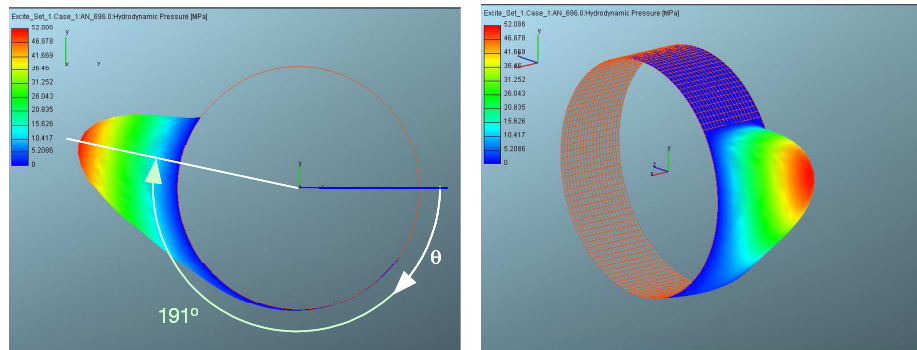 Excite_Set_1.Case_1:AN_696.0:Hydrodynamic Pressure [MPa]
52.086
46.878
41.669
36.46
31.252
26.043
20.835
15.626
10.417
5.2086
0
y
x
z
y
θ
191º
Excite_Set_1.Case_1:AN_696.0:Hydrodynamic Pressure [MPa]
52.086
46.878
41.669
36.46
31.252
26.043
20.835
15.626
10.417
5.2086
0
y
y
z
x